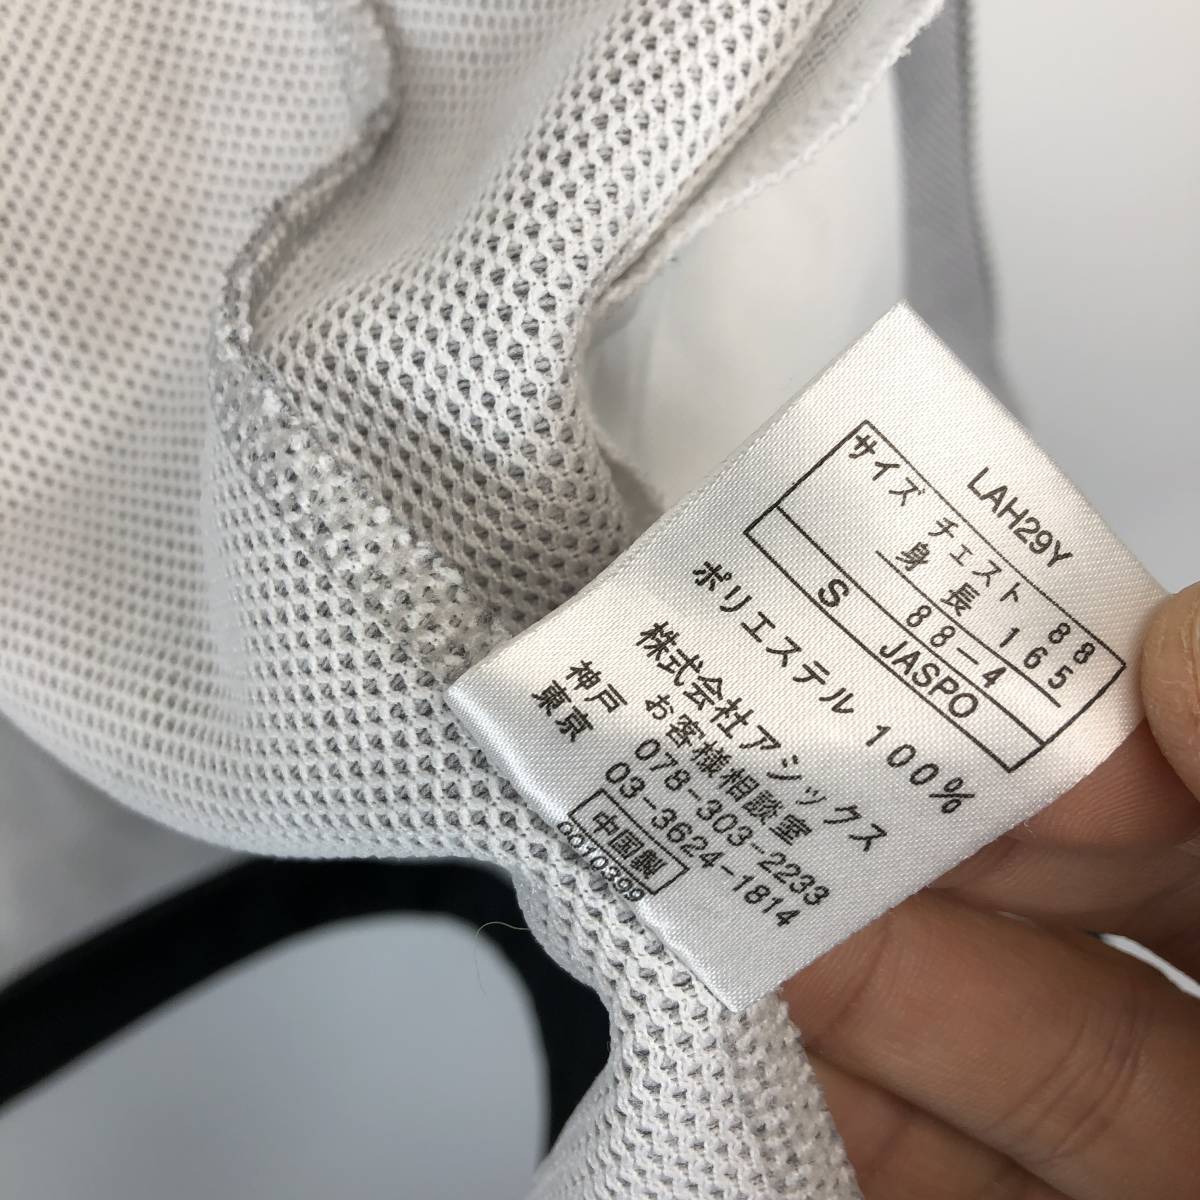 LAH29Y
サイズ チェスト 88
身長 165
88-4
S JASPO
ポリエステル 100%
株式会社アシックス
お客様相談室
神戸 078-303-2233
東京 03-3624-1814
中国製
0010399